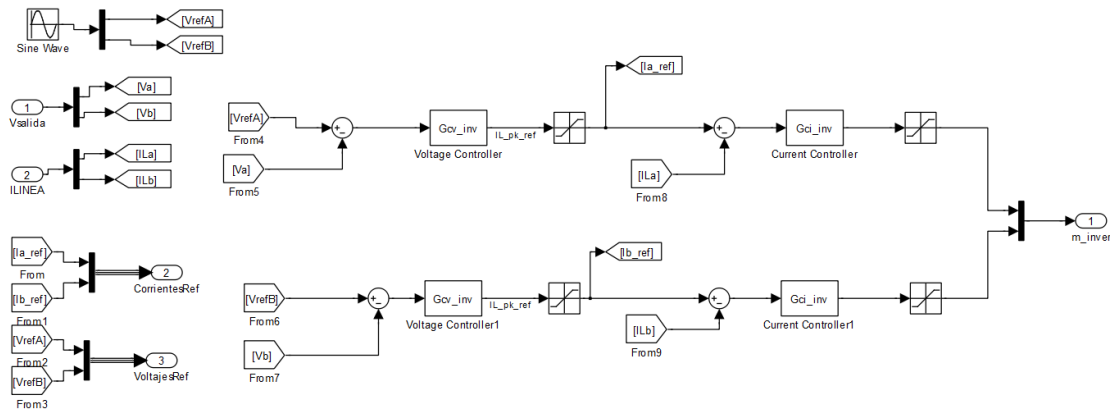 Sine Wave
[VrefA]
[VrefB]
1
Vsalida
[Va]
[Vb]
2
ILINEA
[ILa]
[ILb]
[Ia_ref]
From
[Ib_ref]
From1
2
CorrientesRef
[VrefA]
From2
[VrefB]
From3
3
VoltajesRef
[VrefA]
From4
[Va]
From5
+
-
Gcv_inv
Voltage Controller
IL_pk_ref
[Ia_ref]
+
-
[ILa]
From8
Gci_inv
Current Controller
[VrefB]
From6
[Vb]
From7
+
-
Gcv_inv
Voltage Controller1
IL_pk_ref
[Ib_ref]
+
-
[ILb]
From9
Gci_inv
Current Controller1
1
m_inver